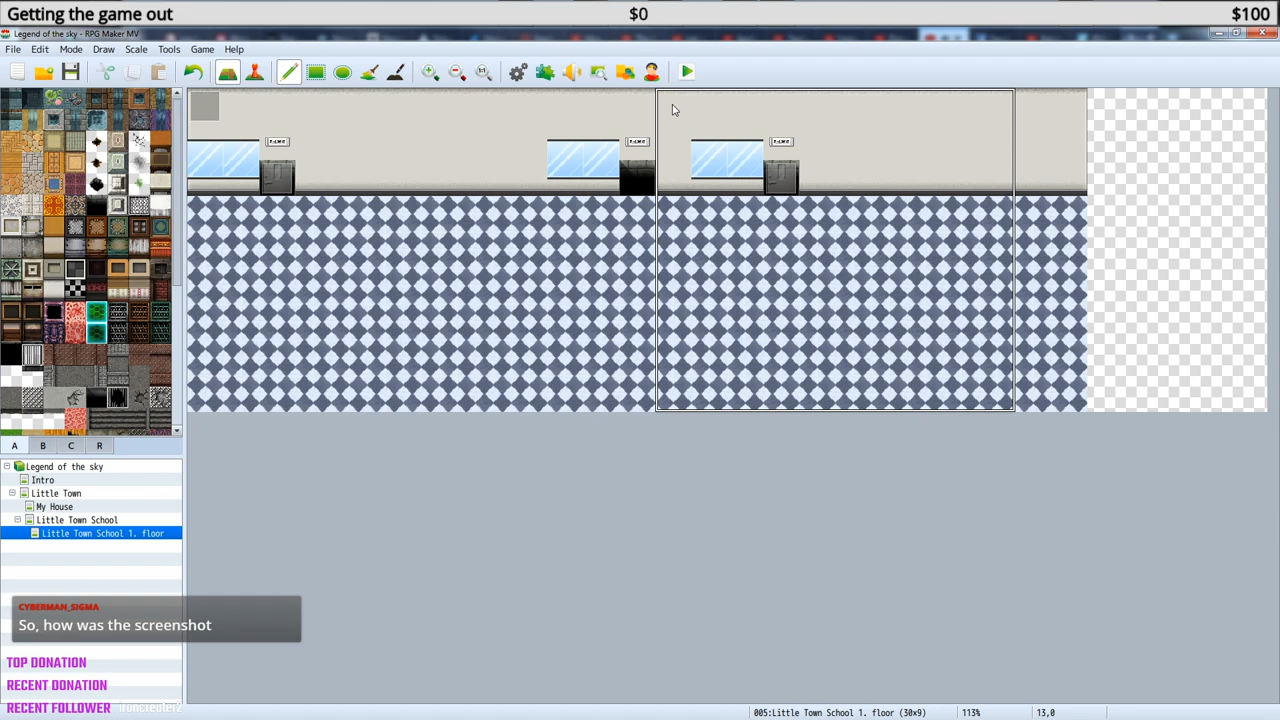 Getting the game out $0 $100
Legend of the sky - RPG Maker MV
File Edit Mode Draw Scale Tools Game Help
A B C R
Legend of the sky
Intro
Little Town
My House
Little Town School
Little Town School 1. floor
CYBERMAN_SIGMA
So, how was the screenshot
TOP DONATION
RECENT DONATION
RECENT FOLLOWER
005:Little Town School 1. floor (30x9) 113% 13,0